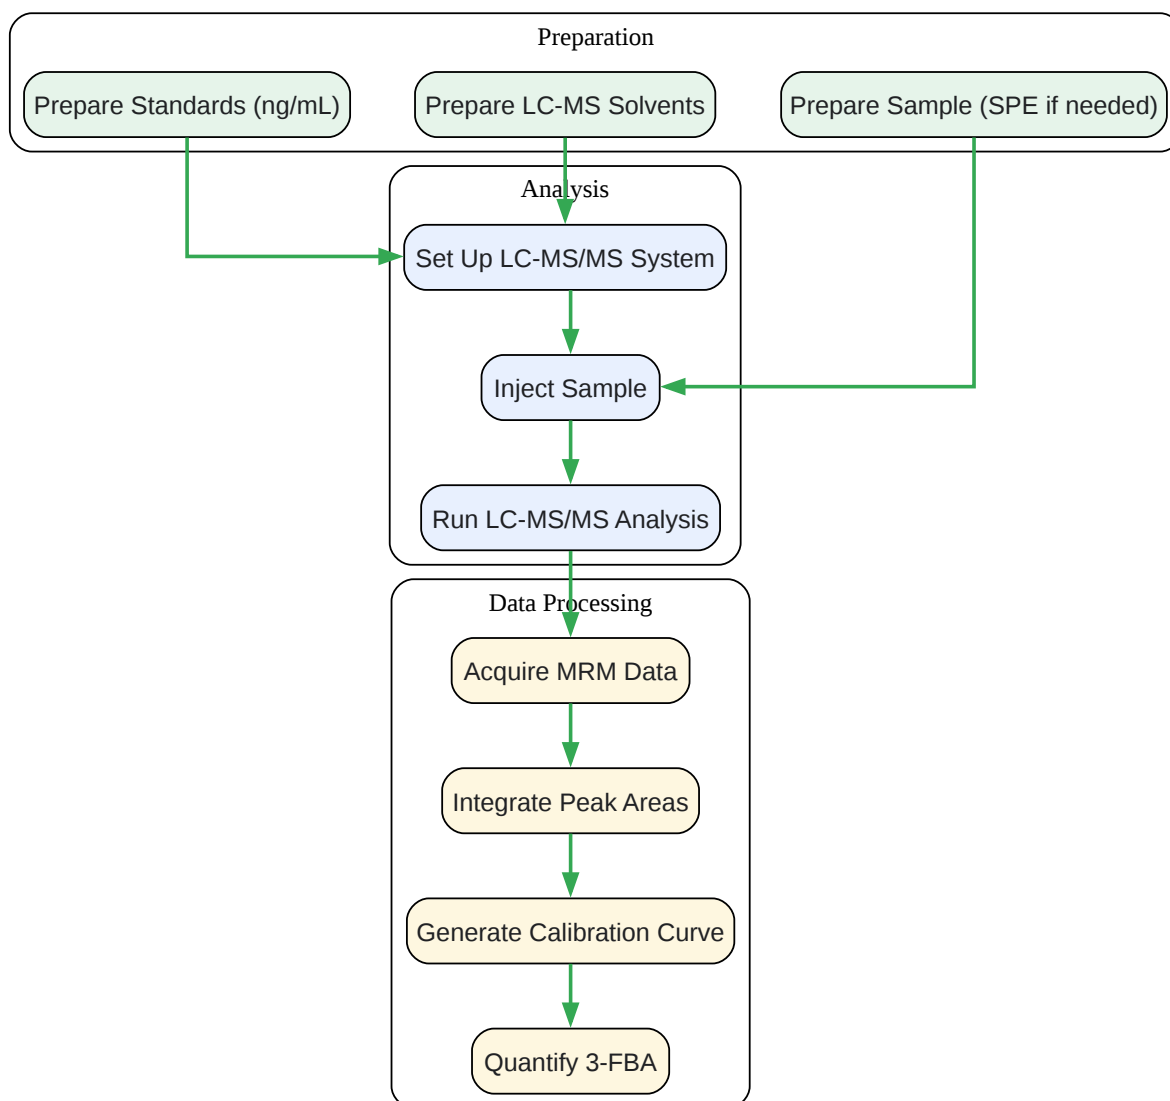 Preparation
Prepare Standards (ng/mL)
Prepare LC-MS Solvents
Prepare Sample (SPE if needed)
Analysis
Set Up LC-MS/MS System
Inject Sample
Run LC-MS/MS Analysis
Data Processing
Acquire MRM Data
Integrate Peak Areas
Generate Calibration Curve
Quantify 3-FBA